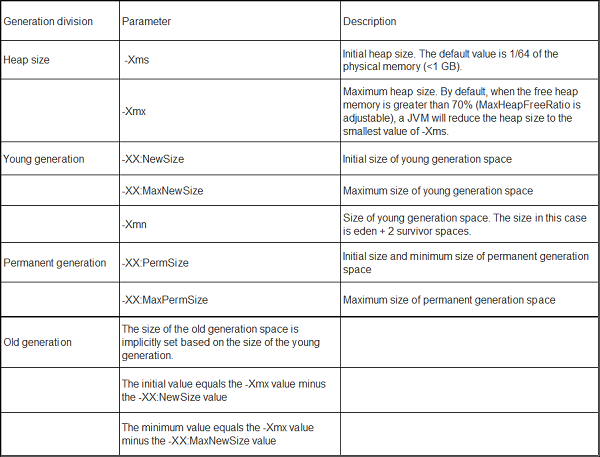 Generation division Parameter Description
Heap size -Xms Initial heap size. The default value is 1/64 of the
physical memory (<1 GB).
-Xmx Maximum heap size. By default, when the free heap
memory is greater than 70% (MaxHeapFreeRatio is
adjustable), a JVM will reduce the heap size to the
smallest value of -Xms.
Young generation -XX:NewSize Initial size of young generation space
-XX:MaxNewSize Maximum size of young generation space
-Xmn Size of young generation space. The size in this case
is eden + 2 survivor spaces.
Permanent generation -XX:PermSize Initial size and minimum size of permanent generation
space
-XX:MaxPermSize Maximum size of permanent generation space
Old generation The size of the old generation space is
implicitly set based on the size of the young
generation.
The initial value equals the -Xmx value minus
the -XX:NewSize value
The minimum value equals the -Xmx value
minus the -XX:MaxNewSize value